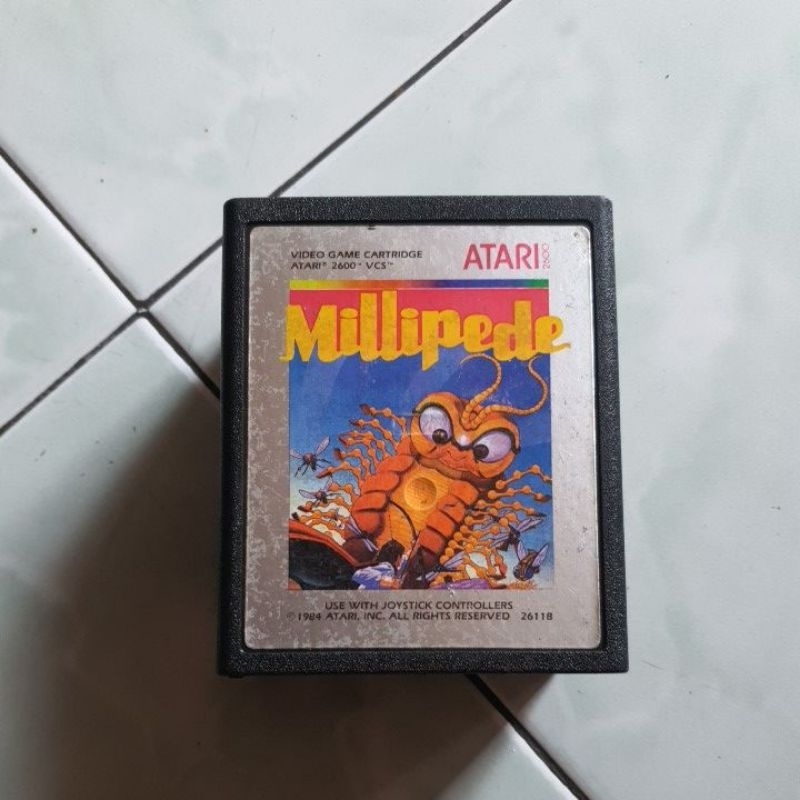 VIDEO GAME CARTRIDGE
ATARI® 2600™ VCS™
ATARI 2600
Millipede
USE WITH JOYSTICK CONTROLLERS
©1984 ATARI, INC. ALL RIGHTS RESERVED 26118